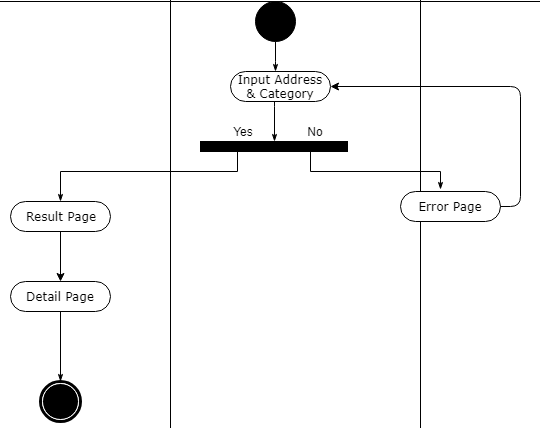 Input Address
& Category
Yes
No
Result Page
Error Page
Detail Page